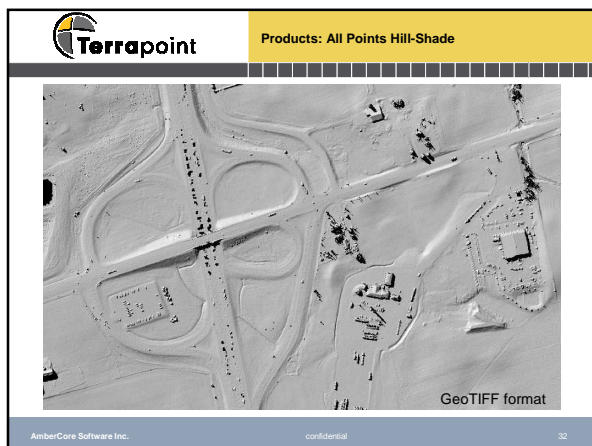 Terrapoint
Products: All Points Hill-Shade
GeoTIFF format
AmberCore Software Inc.
confidential
32